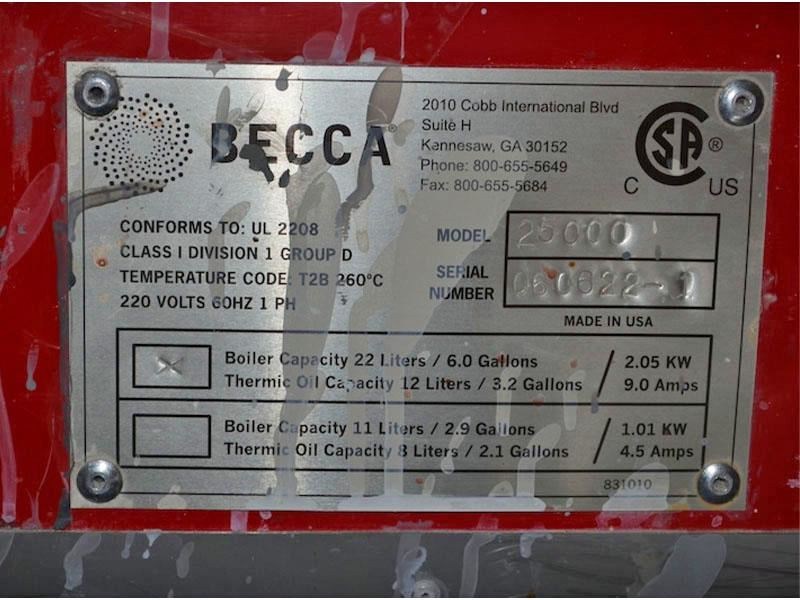 BECCA®
2010 Cobb International Blvd
Suite H
Kennesaw, GA 30152
Phone: 800-655-5649
Fax: 800-655-5684
CSA ®
C US
CONFORMS TO: UL 2208
CLASS I DIVISION 1 GROUP D
TEMPERATURE CODE: T2B 260°C
220 VOLTS 60HZ 1 PH
MODEL 25000
SERIAL NUMBER 060622-1
MADE IN USA
X Boiler Capacity 22 Liters / 6.0 Gallons / 2.05 KW
Thermic Oil Capacity 12 Liters / 3.2 Gallons / 9.0 Amps
Boiler Capacity 11 Liters / 2.9 Gallons / 1.01 KW
Thermic Oil Capacity 8 Liters / 2.1 Gallons / 4.5 Amps
831010